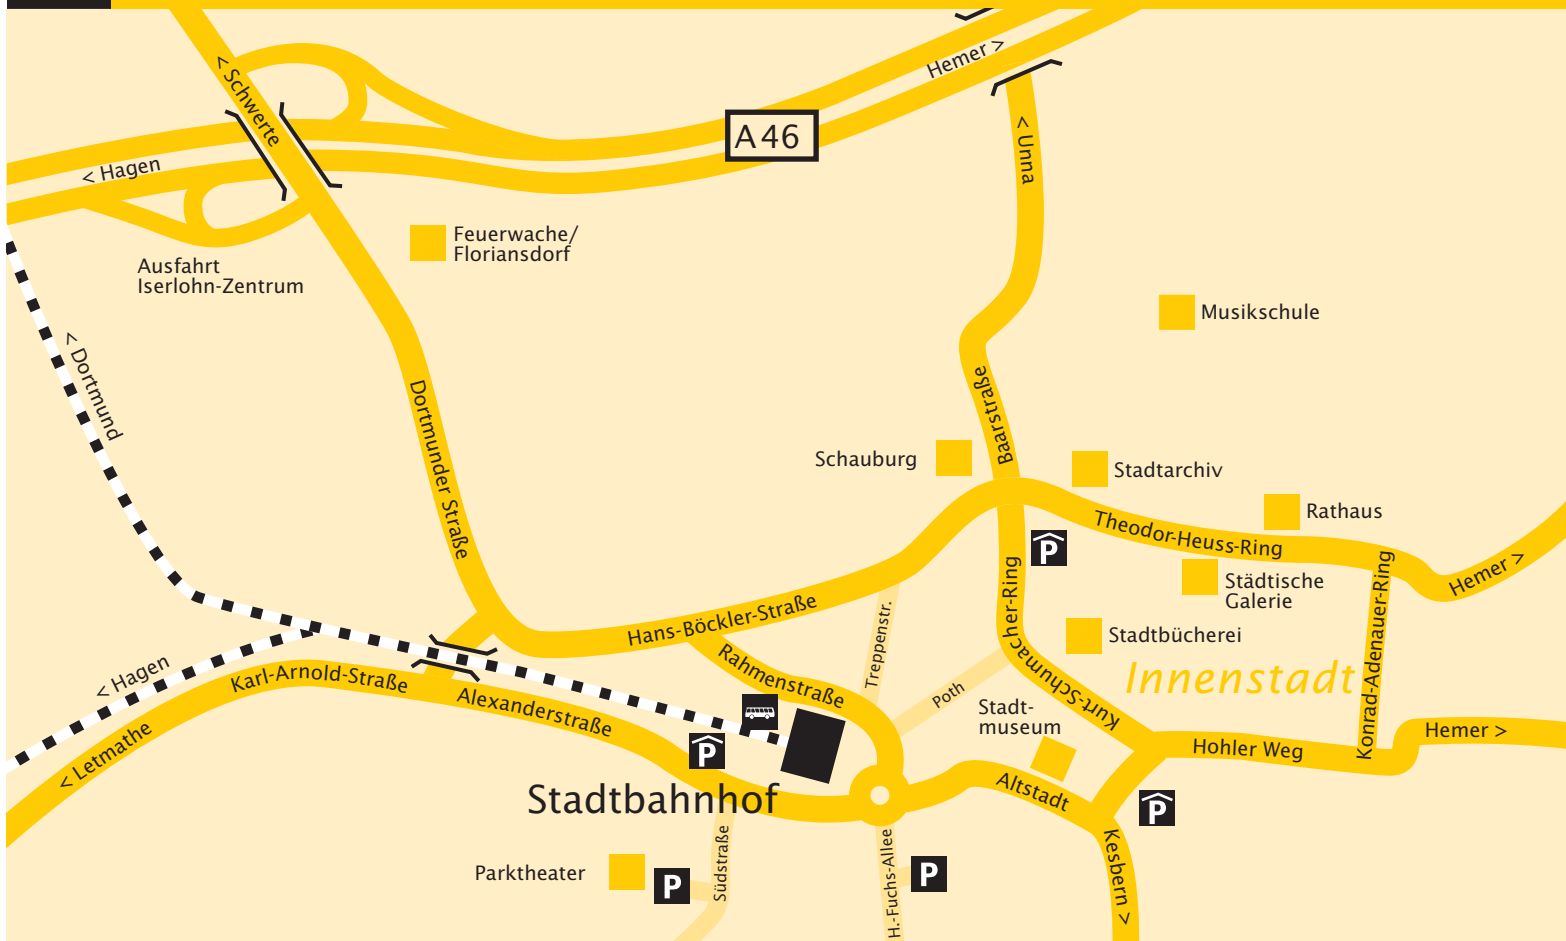 Hemer >
< Schwerte
A 46
< Hagen
< Unna
Feuerwache/
Floriansdorf
Ausfahrt
Iserlohn-Zentrum
Musikschule
< Dortmund
Dortmunder Straße
Baarstraße
Schauburg
Stadtarchiv
Rathaus
Theodor-Heuss-Ring
P
Hemer >
Städtische
Galerie
Hans-Böckler-Straße
Treppenstr.
Kurt-Schumacher-Ring
Stadtbücherei
Konrad-Adenauer-Ring
Innenstadt
< Hagen
Karl-Arnold-Straße
Rahmenstraße
Poth
Alexanderstraße
Stadt-
museum
< Letmathe
P
Hohler Weg
Hemer >
Stadtbahnhof
Altstadt
P
Südstraße
H.-Fuchs-Allee
Kesbern >
Parktheater
P
P